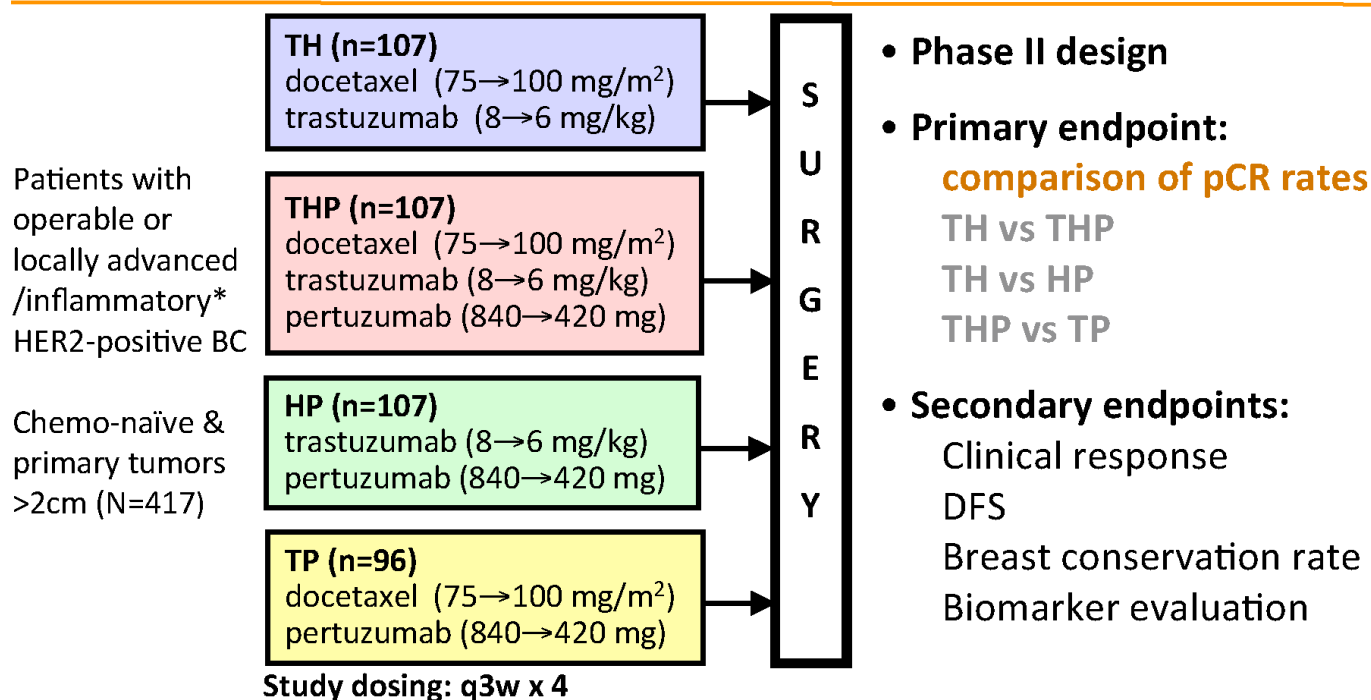 Patients with
operable or
locally advanced
/inflammatory*
HER2-positive BC
Chemo-naïve &
primary tumors
>2cm (N=417)
TH (n=107)
docetaxel (75→100 mg/m²)
trastuzumab (8→6 mg/kg)
THP (n=107)
docetaxel (75→100 mg/m²)
trastuzumab (8→6 mg/kg)
pertuzumab (840→420 mg)
HP (n=107)
trastuzumab (8→6 mg/kg)
pertuzumab (840→420 mg)
TP (n=96)
docetaxel (75→100 mg/m²)
pertuzumab (840→420 mg)
Study dosing: q3w x 4
S
U
R
G
E
R
Y
• Phase II design
• Primary endpoint:
comparison of pCR rates
TH vs THP
TH vs HP
THP vs TP
• Secondary endpoints:
Clinical response
DFS
Breast conservation rate
Biomarker evaluation